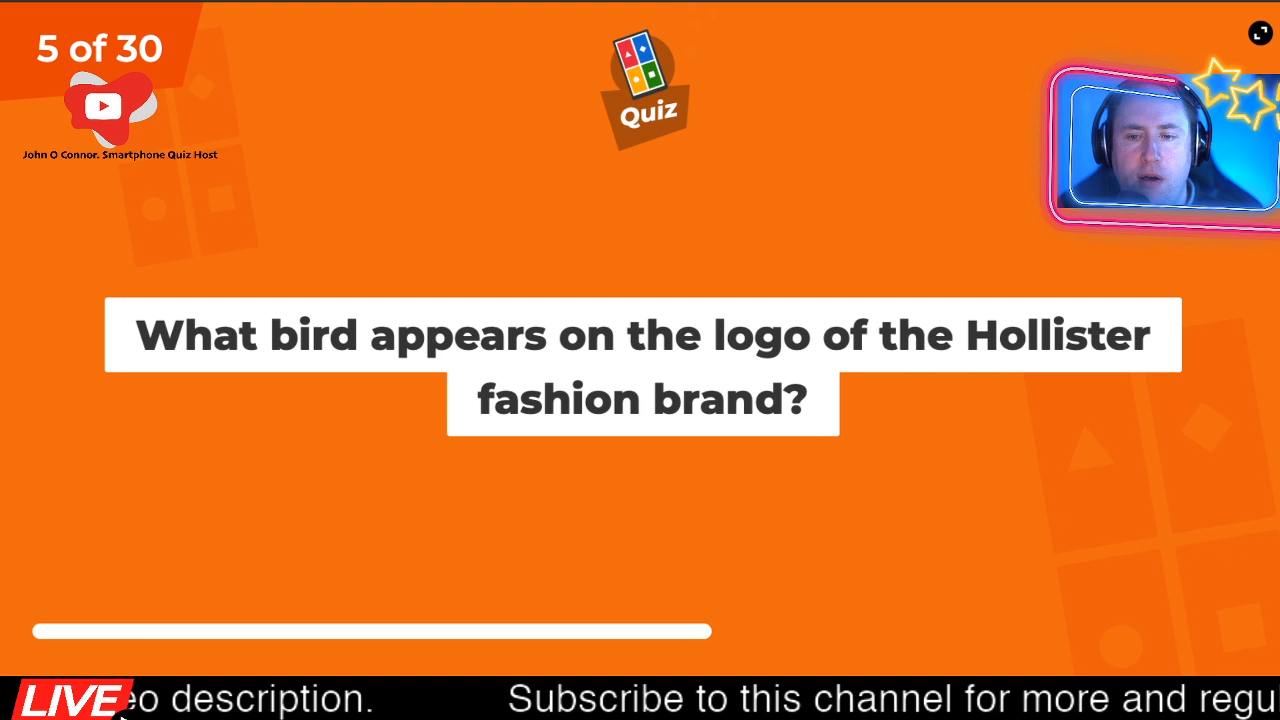 5 of 30
John O Connor. Smartphone Quiz Host
Quiz
What bird appears on the logo of the Hollister
fashion brand?
LIVE
eo description. Subscribe to this channel for more and regu